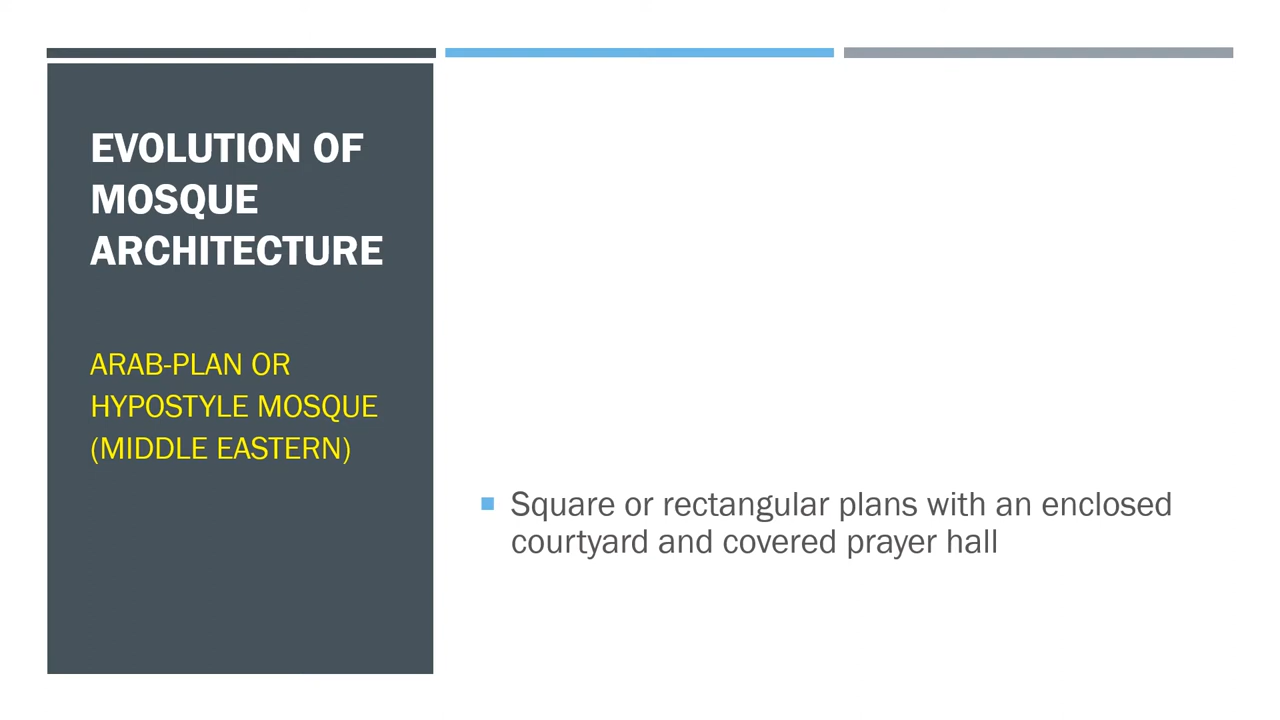 EVOLUTION OF
MOSQUE
ARCHITECTURE
ARAB-PLAN OR
HYPOSTYLE MOSQUE
(MIDDLE EASTERN)
Square or rectangular plans with an enclosed
courtyard and covered prayer hall